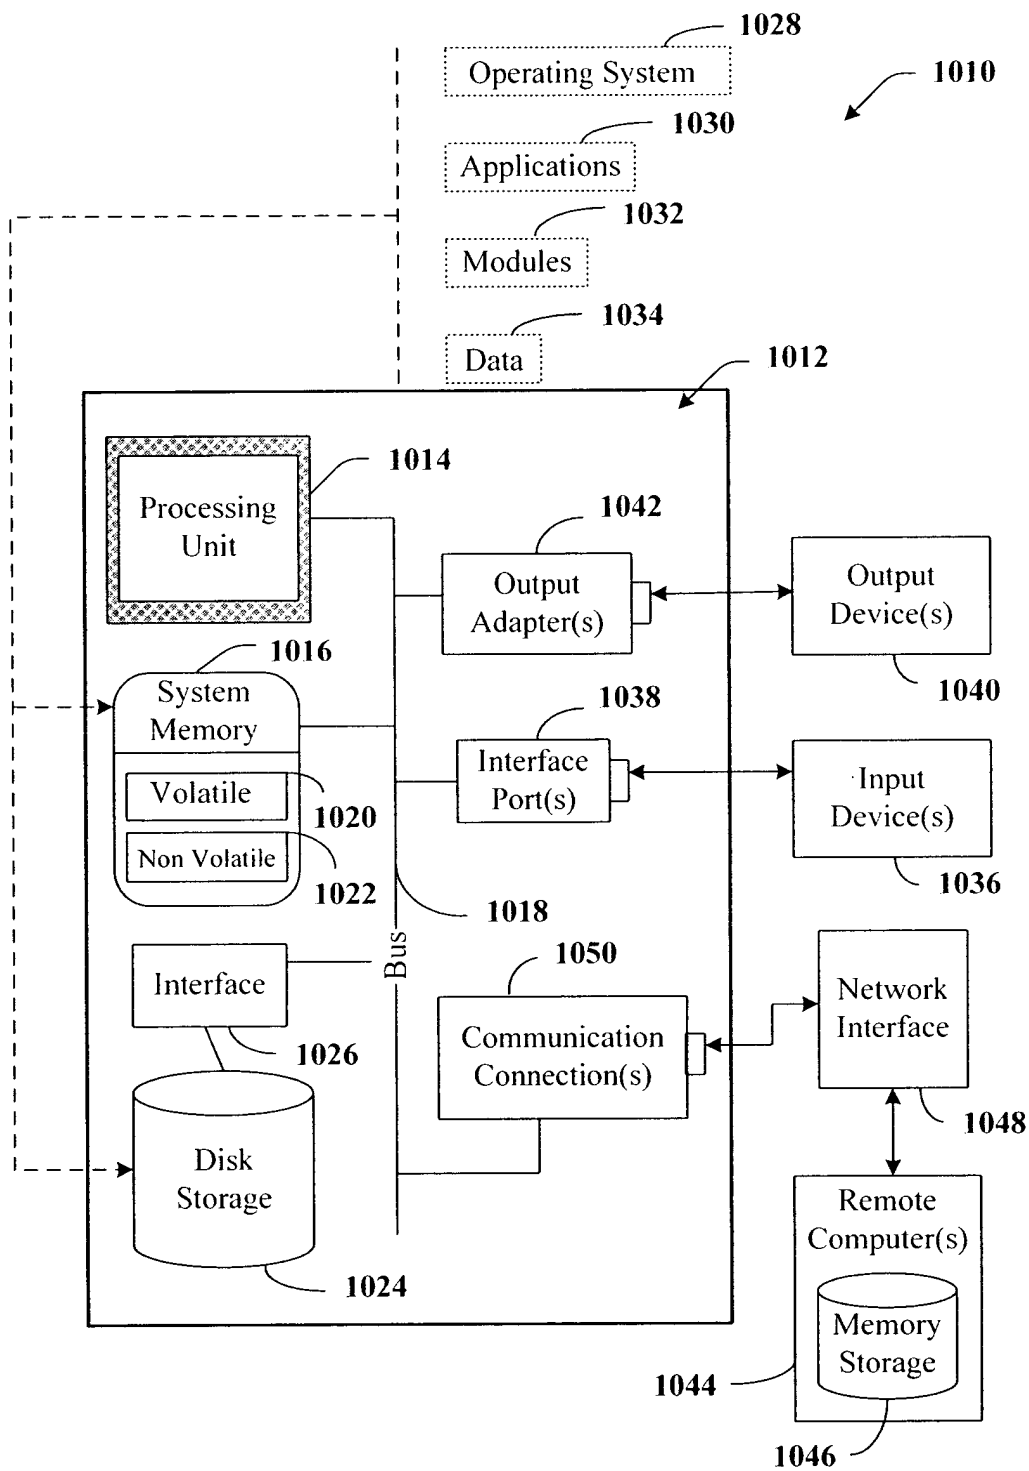 1028
Operating System
1010
1030
Applications
1032
Modules
1034
Data
1012
1014
Processing
Unit
1042
Output
Adapter(s)
Output
Device(s)
1040
1016
System
Memory
Volatile
1020
Non Volatile
1022
1038
Interface
Port(s)
Input
Device(s)
1036
1018
Bus
Interface
1026
1050
Communication
Connection(s)
Network
Interface
1048
Disk
Storage
1024
Remote
Computer(s)
Memory
Storage
1044
1046